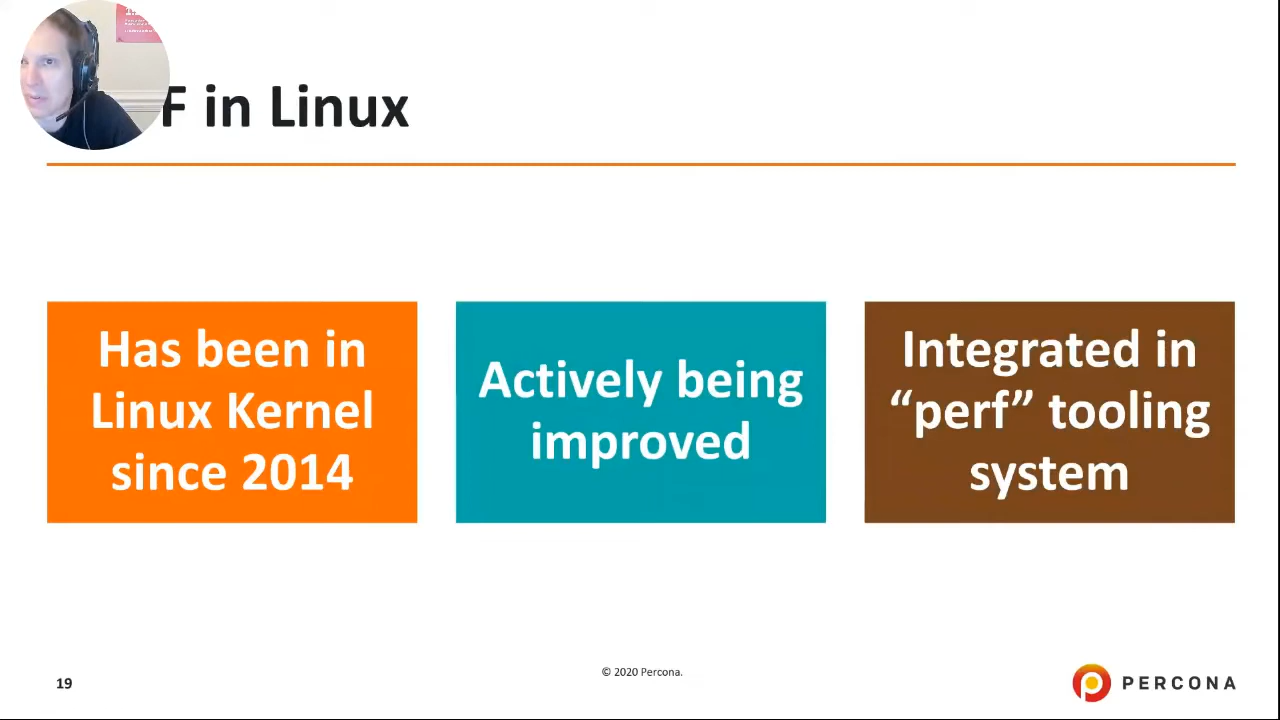 F in Linux
Has been in
Linux Kernel
since 2014
Actively being
improved
Integrated in
“perf” tooling
system
19
© 2020 Percona.
PERCONA